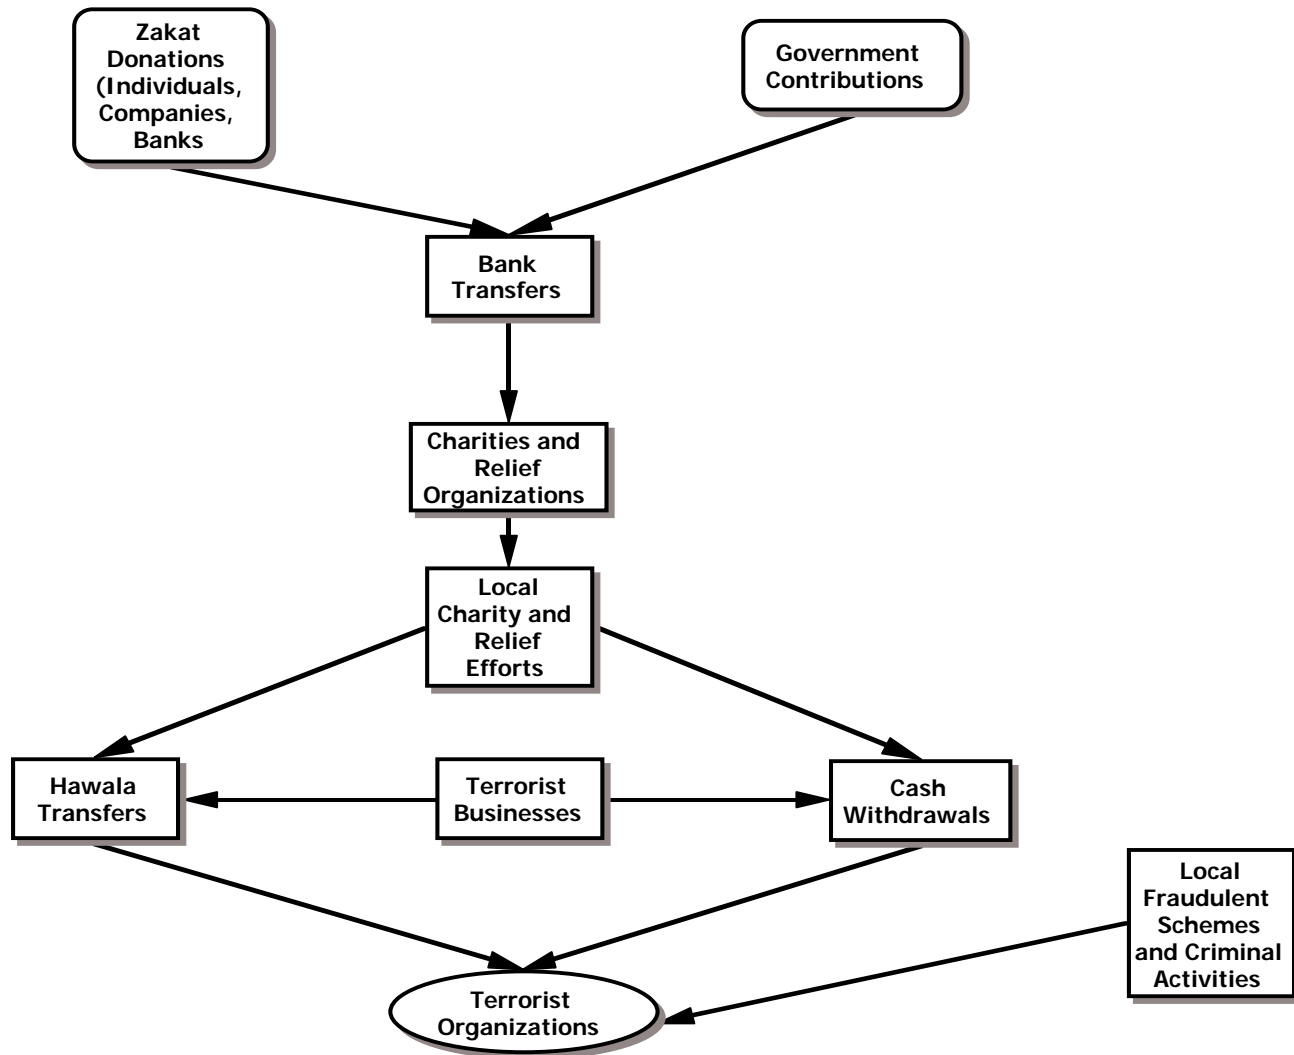 Zakat
Donations
(Individuals,
Companies,
Banks
Government
Contributions
Bank
Transfers
Charities and
Relief
Organizations
Local
Charity and
Relief
Efforts
Hawala
Transfers
Terrorist
Businesses
Cash
Withdrawals
Local
Fraudulent
Schemes
and Criminal
Activities
Terrorist
Organizations